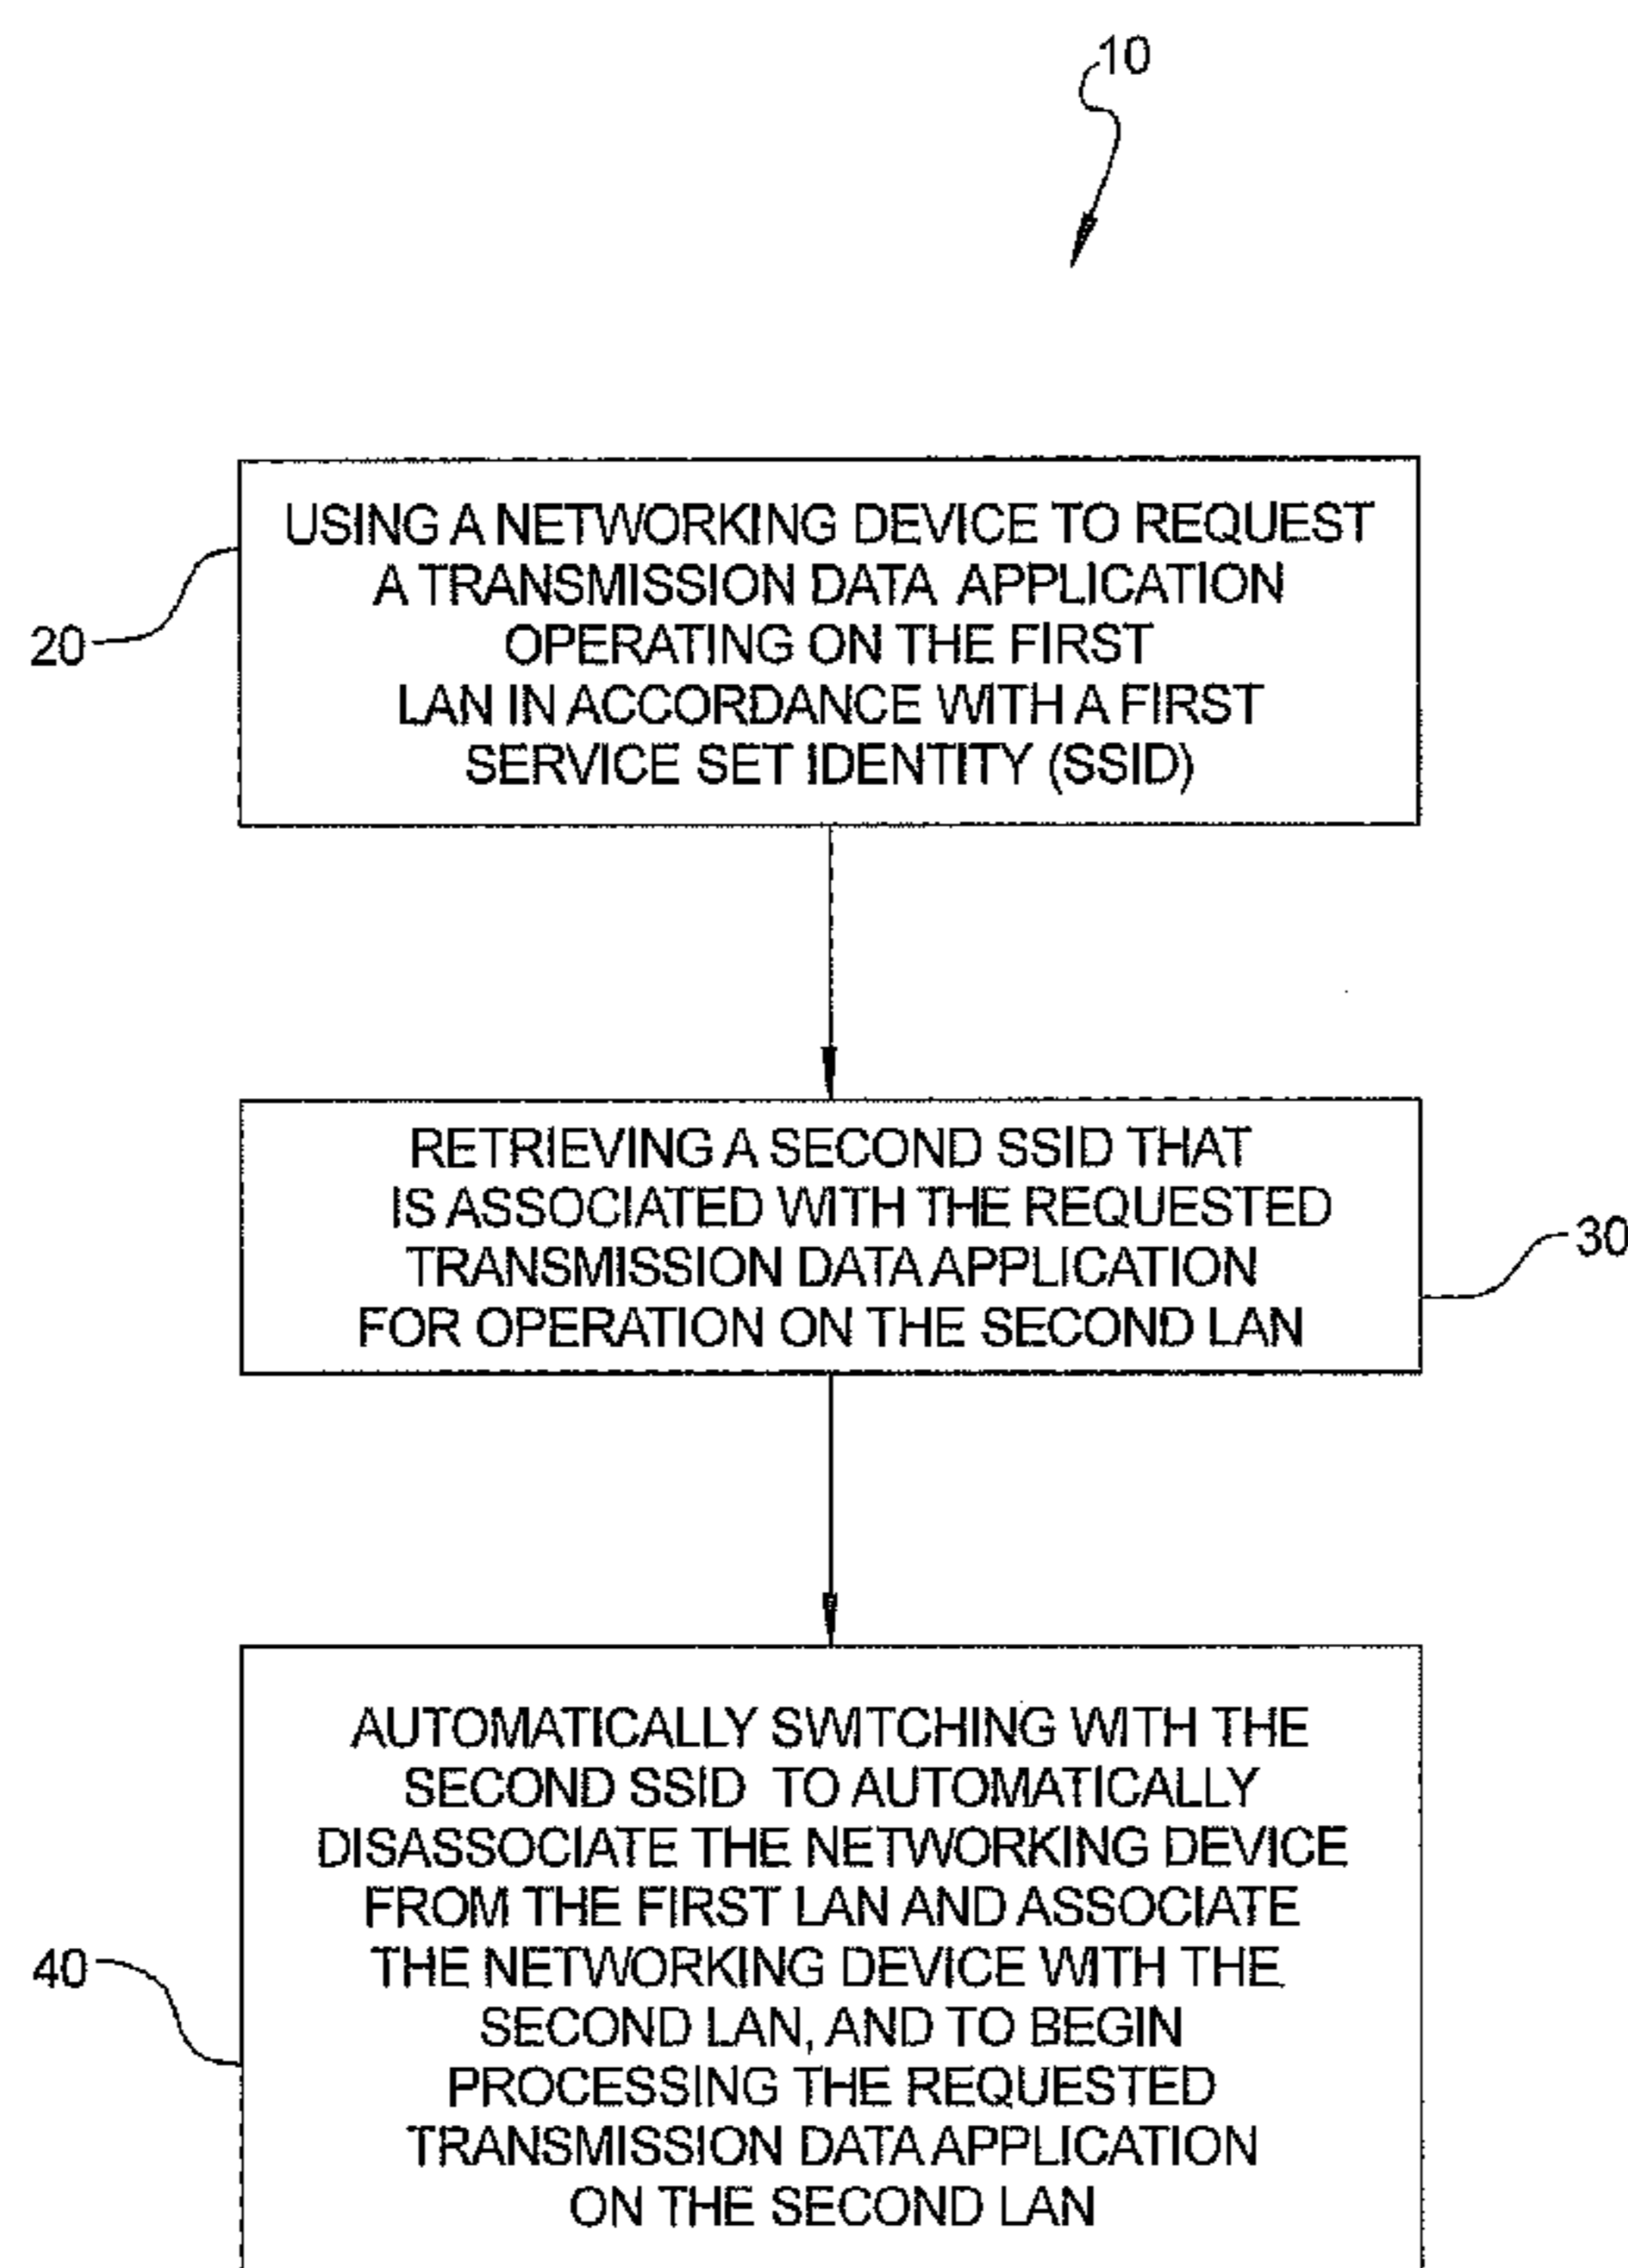 10
USING A NETWORKING DEVICE TO REQUEST
A TRANSMISSION DATA APPLICATION
OPERATING ON THE FIRST
LAN IN ACCORDANCE WITH A FIRST
SERVICE SET IDENTITY (SSID)
20
RETRIEVING A SECOND SSID THAT
IS ASSOCIATED WITH THE REQUESTED
TRANSMISSION DATA APPLICATION
FOR OPERATION ON THE SECOND LAN
30
AUTOMATICALLY SWITCHING WITH THE
SECOND SSID TO AUTOMATICALLY
DISASSOCIATE THE NETWORKING DEVICE
FROM THE FIRST LAN AND ASSOCIATE
THE NETWORKING DEVICE WITH THE
SECOND LAN, AND TO BEGIN
PROCESSING THE REQUESTED
TRANSMISSION DATA APPLICATION
ON THE SECOND LAN
40